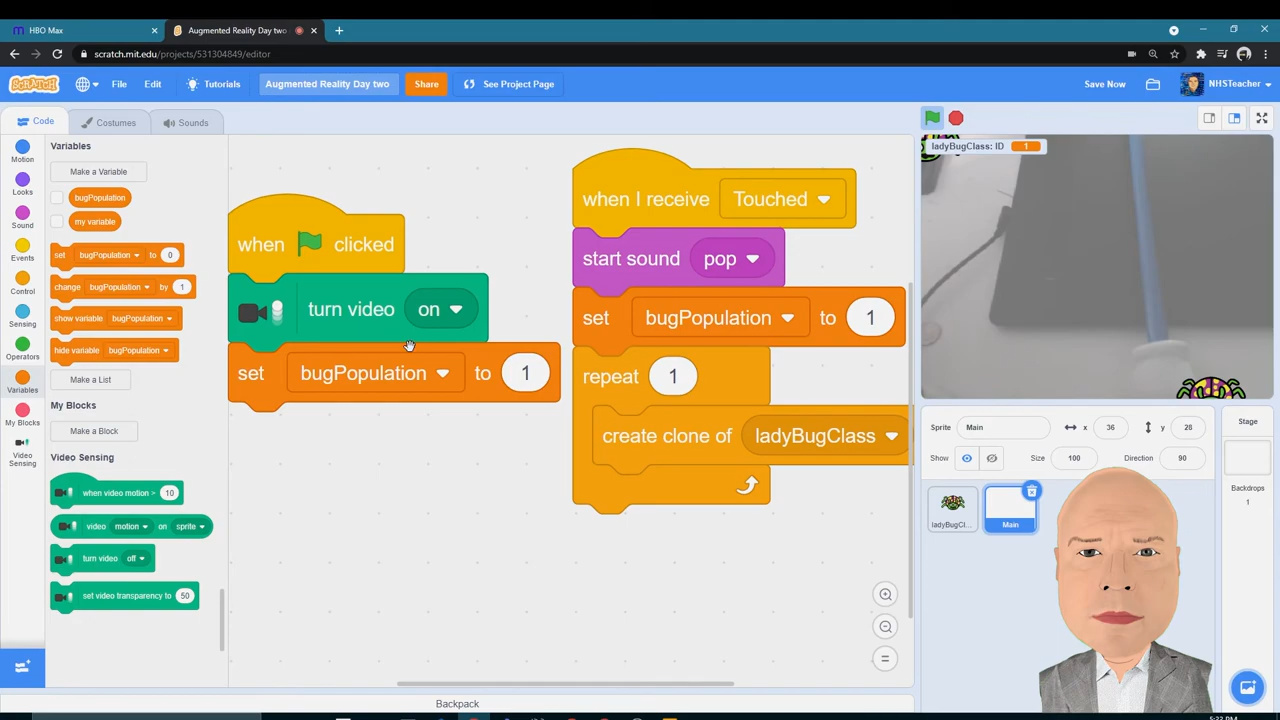 HBO Max
Augmented Reality Day two
scratch.mit.edu/projects/531304849/editor
SCRATCH
File
Edit
Tutorials
Augmented Reality Day two
Share
See Project Page
Save Now
NHSTeacher
Code
Costumes
Sounds
Motion
Looks
Sound
Events
Control
Sensing
Operators
Variables
My Blocks
Video
Sensing
Variables
Make a Variable
bugPopulation
my variable
set bugPopulation to 0
change bugPopulation by 1
show variable bugPopulation
hide variable bugPopulation
Make a List
My Blocks
Make a Block
Video Sensing
when video motion > 10
video motion on sprite
turn video off
set video transparency to 50
when clicked
turn video on
set bugPopulation to 1
when I receive Touched
start sound pop
set bugPopulation to 1
repeat 1
create clone of ladyBugClass
Backpack
ladyBugClass: ID 1
Sprite Main x 36 y 28
Show Size 100 Direction 90
ladyBugCl...
Main
Stage
Backdrops
1
5:33 PM